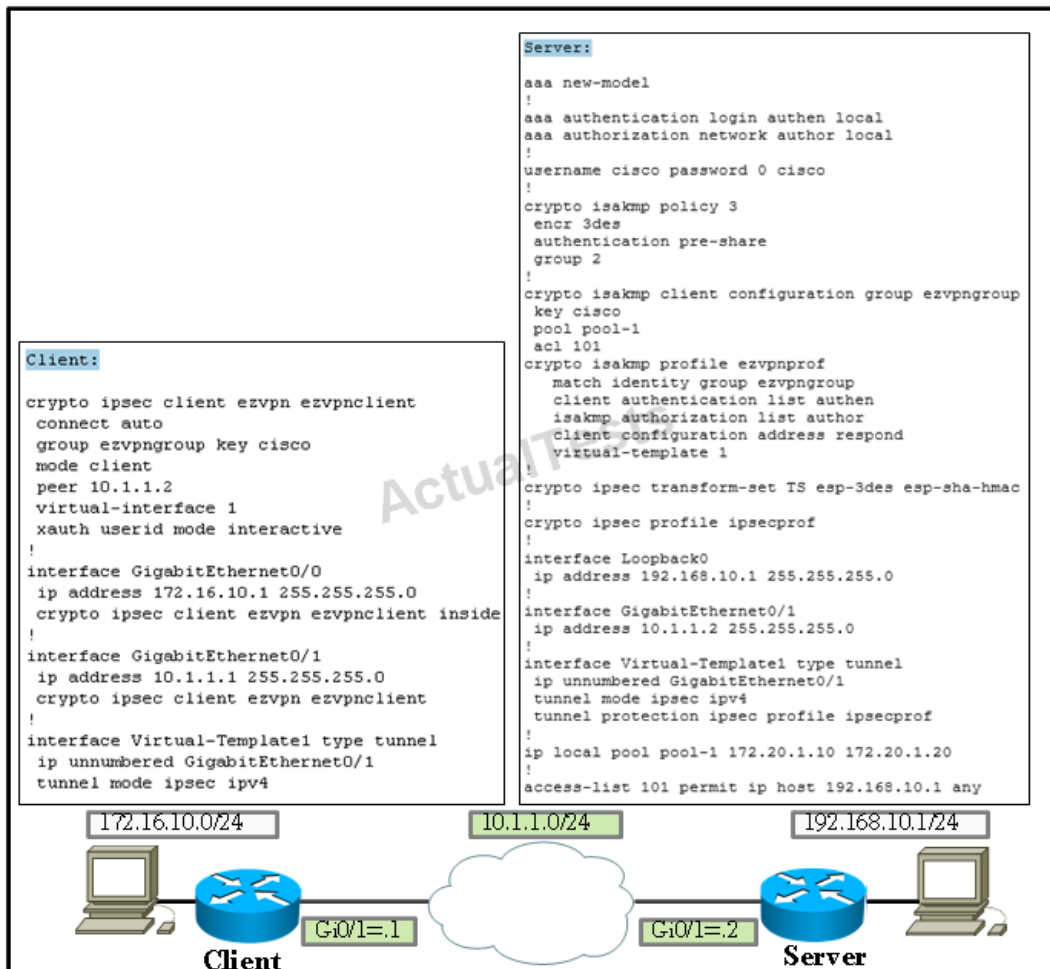 Server:
aaa new-model
!
aaa authentication login authen local
aaa authorization network author local
!
username cisco password 0 cisco
!
crypto isakmp policy 3
encr 3des
authentication pre-share
group 2
!
crypto isakmp client configuration group ezvpngroup
key cisco
pool pool-1
acl 101
crypto isakmp profile ezvpnprof
match identity group ezvpngroup
client authentication list authen
isakmp authorization list author
client configuration address respond
virtual-template 1
!
crypto ipsec transform-set TS esp-3des esp-sha-hmac
!
crypto ipsec profile ipsecprof
!
interface Loopback0
ip address 192.168.10.1 255.255.255.0
!
interface GigabitEthernet0/1
ip address 10.1.1.2 255.255.255.0
!
interface Virtual-Template1 type tunnel
ip unnumbered GigabitEthernet0/1
tunnel mode ipsec ipv4
tunnel protection ipsec profile ipsecprof
!
ip local pool pool-1 172.20.1.10 172.20.1.20
!
access-list 101 permit ip host 192.168.10.1 any
Client:
crypto ipsec client ezvpn ezvpnclient
connect auto
group ezvpngroup key cisco
mode client
peer 10.1.1.2
virtual-interface 1
xauth userid mode interactive
!
interface GigabitEthernet0/0
ip address 172.16.10.1 255.255.255.0
crypto ipsec client ezvpn ezvpnclient inside
!
interface GigabitEthernet0/1
ip address 10.1.1.1 255.255.255.0
crypto ipsec client ezvpn ezvpnclient
!
interface Virtual-Template1 type tunnel
ip unnumbered GigabitEthernet0/1
tunnel mode ipsec ipv4
ActualTests
172.16.10.0/24
10.1.1.0/24
192.168.10.1/24
Gi0/1=.1
Gi0/1=.2
Client
Server